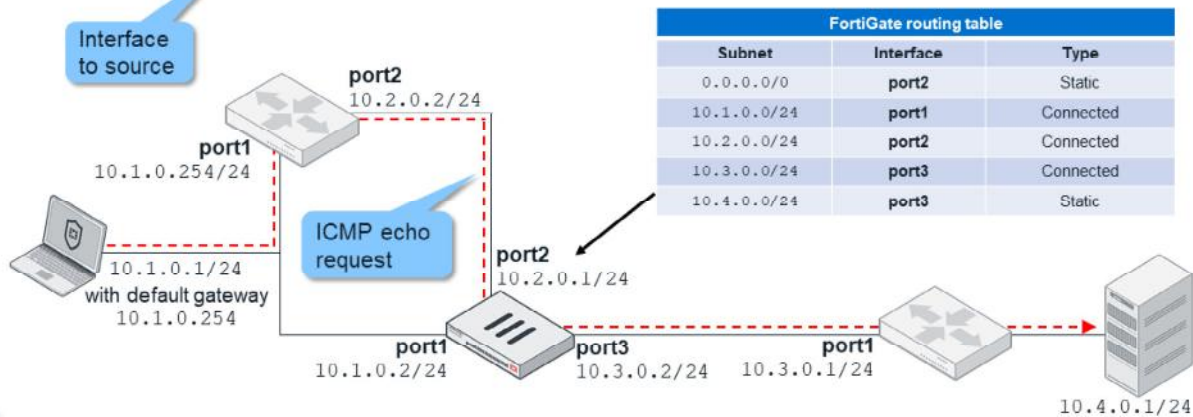 Interface
to source
FortiGate routing table
Subnet Interface Type
0.0.0.0/0 port2 Static
10.1.0.0/24 port1 Connected
10.2.0.0/24 port2 Connected
10.3.0.0/24 port3 Connected
10.4.0.0/24 port3 Static
port2
10.2.0.2/24
port1
10.1.0.254/24
ICMP echo
request
10.1.0.1/24
with default gateway
10.1.0.254
port2
10.2.0.1/24
port1
10.1.0.2/24
port3
10.3.0.2/24
port1
10.3.0.1/24
10.4.0.1/24